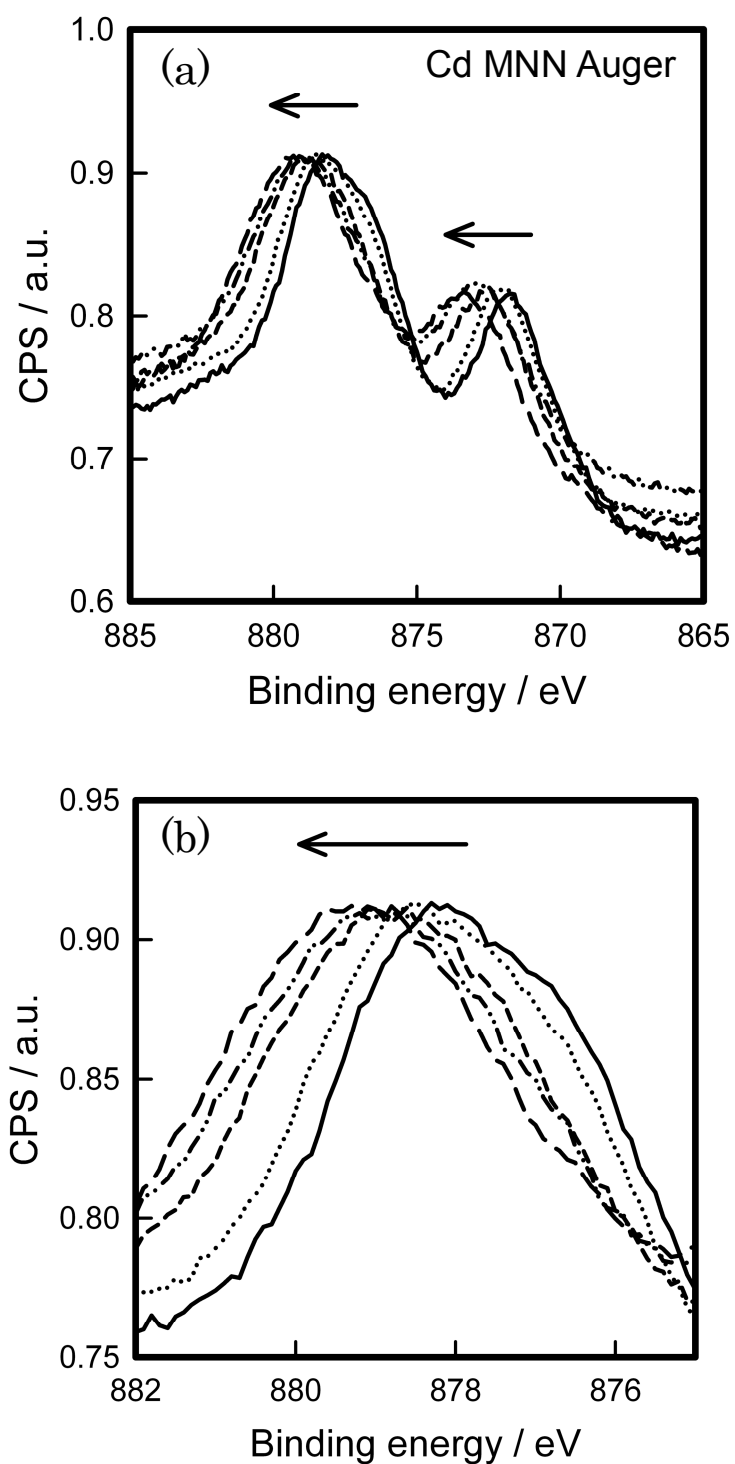 (a)
Cd MNN Auger
1.0
0.9
0.8
0.7
0.6
CPS / a.u.
885 880 875 870 865
Binding energy / eV
(b)
0.95
0.90
0.85
0.80
0.75
CPS / a.u.
882 880 878 876
Binding energy / eV